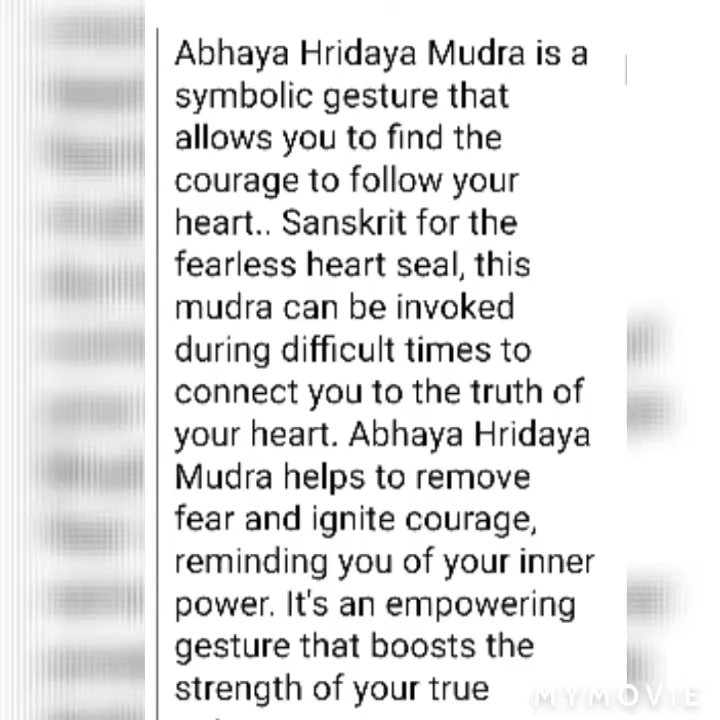 Abhaya Hridaya Mudra is a
symbolic gesture that
allows you to find the
courage to follow your
heart.. Sanskrit for the
fearless heart seal, this
mudra can be invoked
during difficult times to
connect you to the truth of
your heart. Abhaya Hridaya
Mudra helps to remove
fear and ignite courage,
reminding you of your inner
power. It's an empowering
gesture that boosts the
strength of your true
MYMOVIE